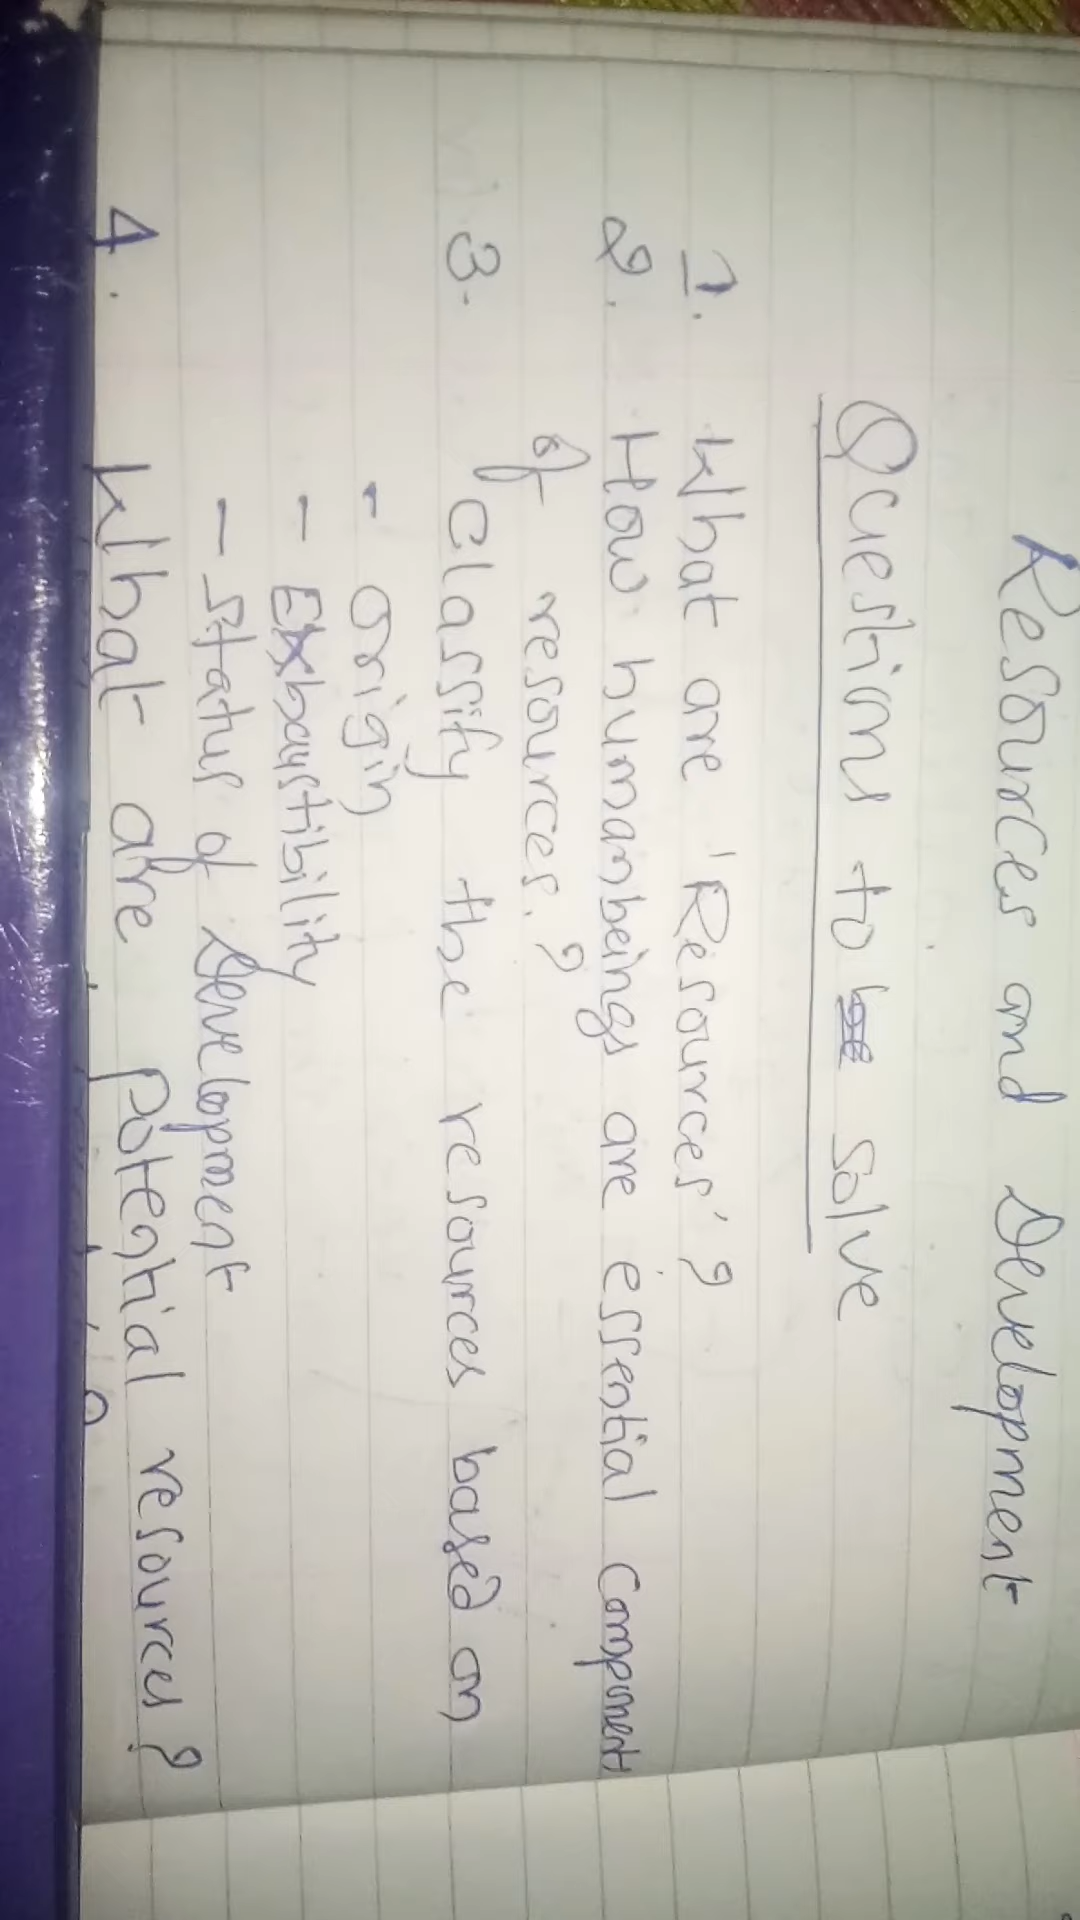 Resources and Development
Questions to solve
1. What are 'Resources'?
2. How humanbeings are essential component
of resources.?
3. classify the resources based on
- origin
- Exhaustibility
- Status of Development
4. What are potential resources?